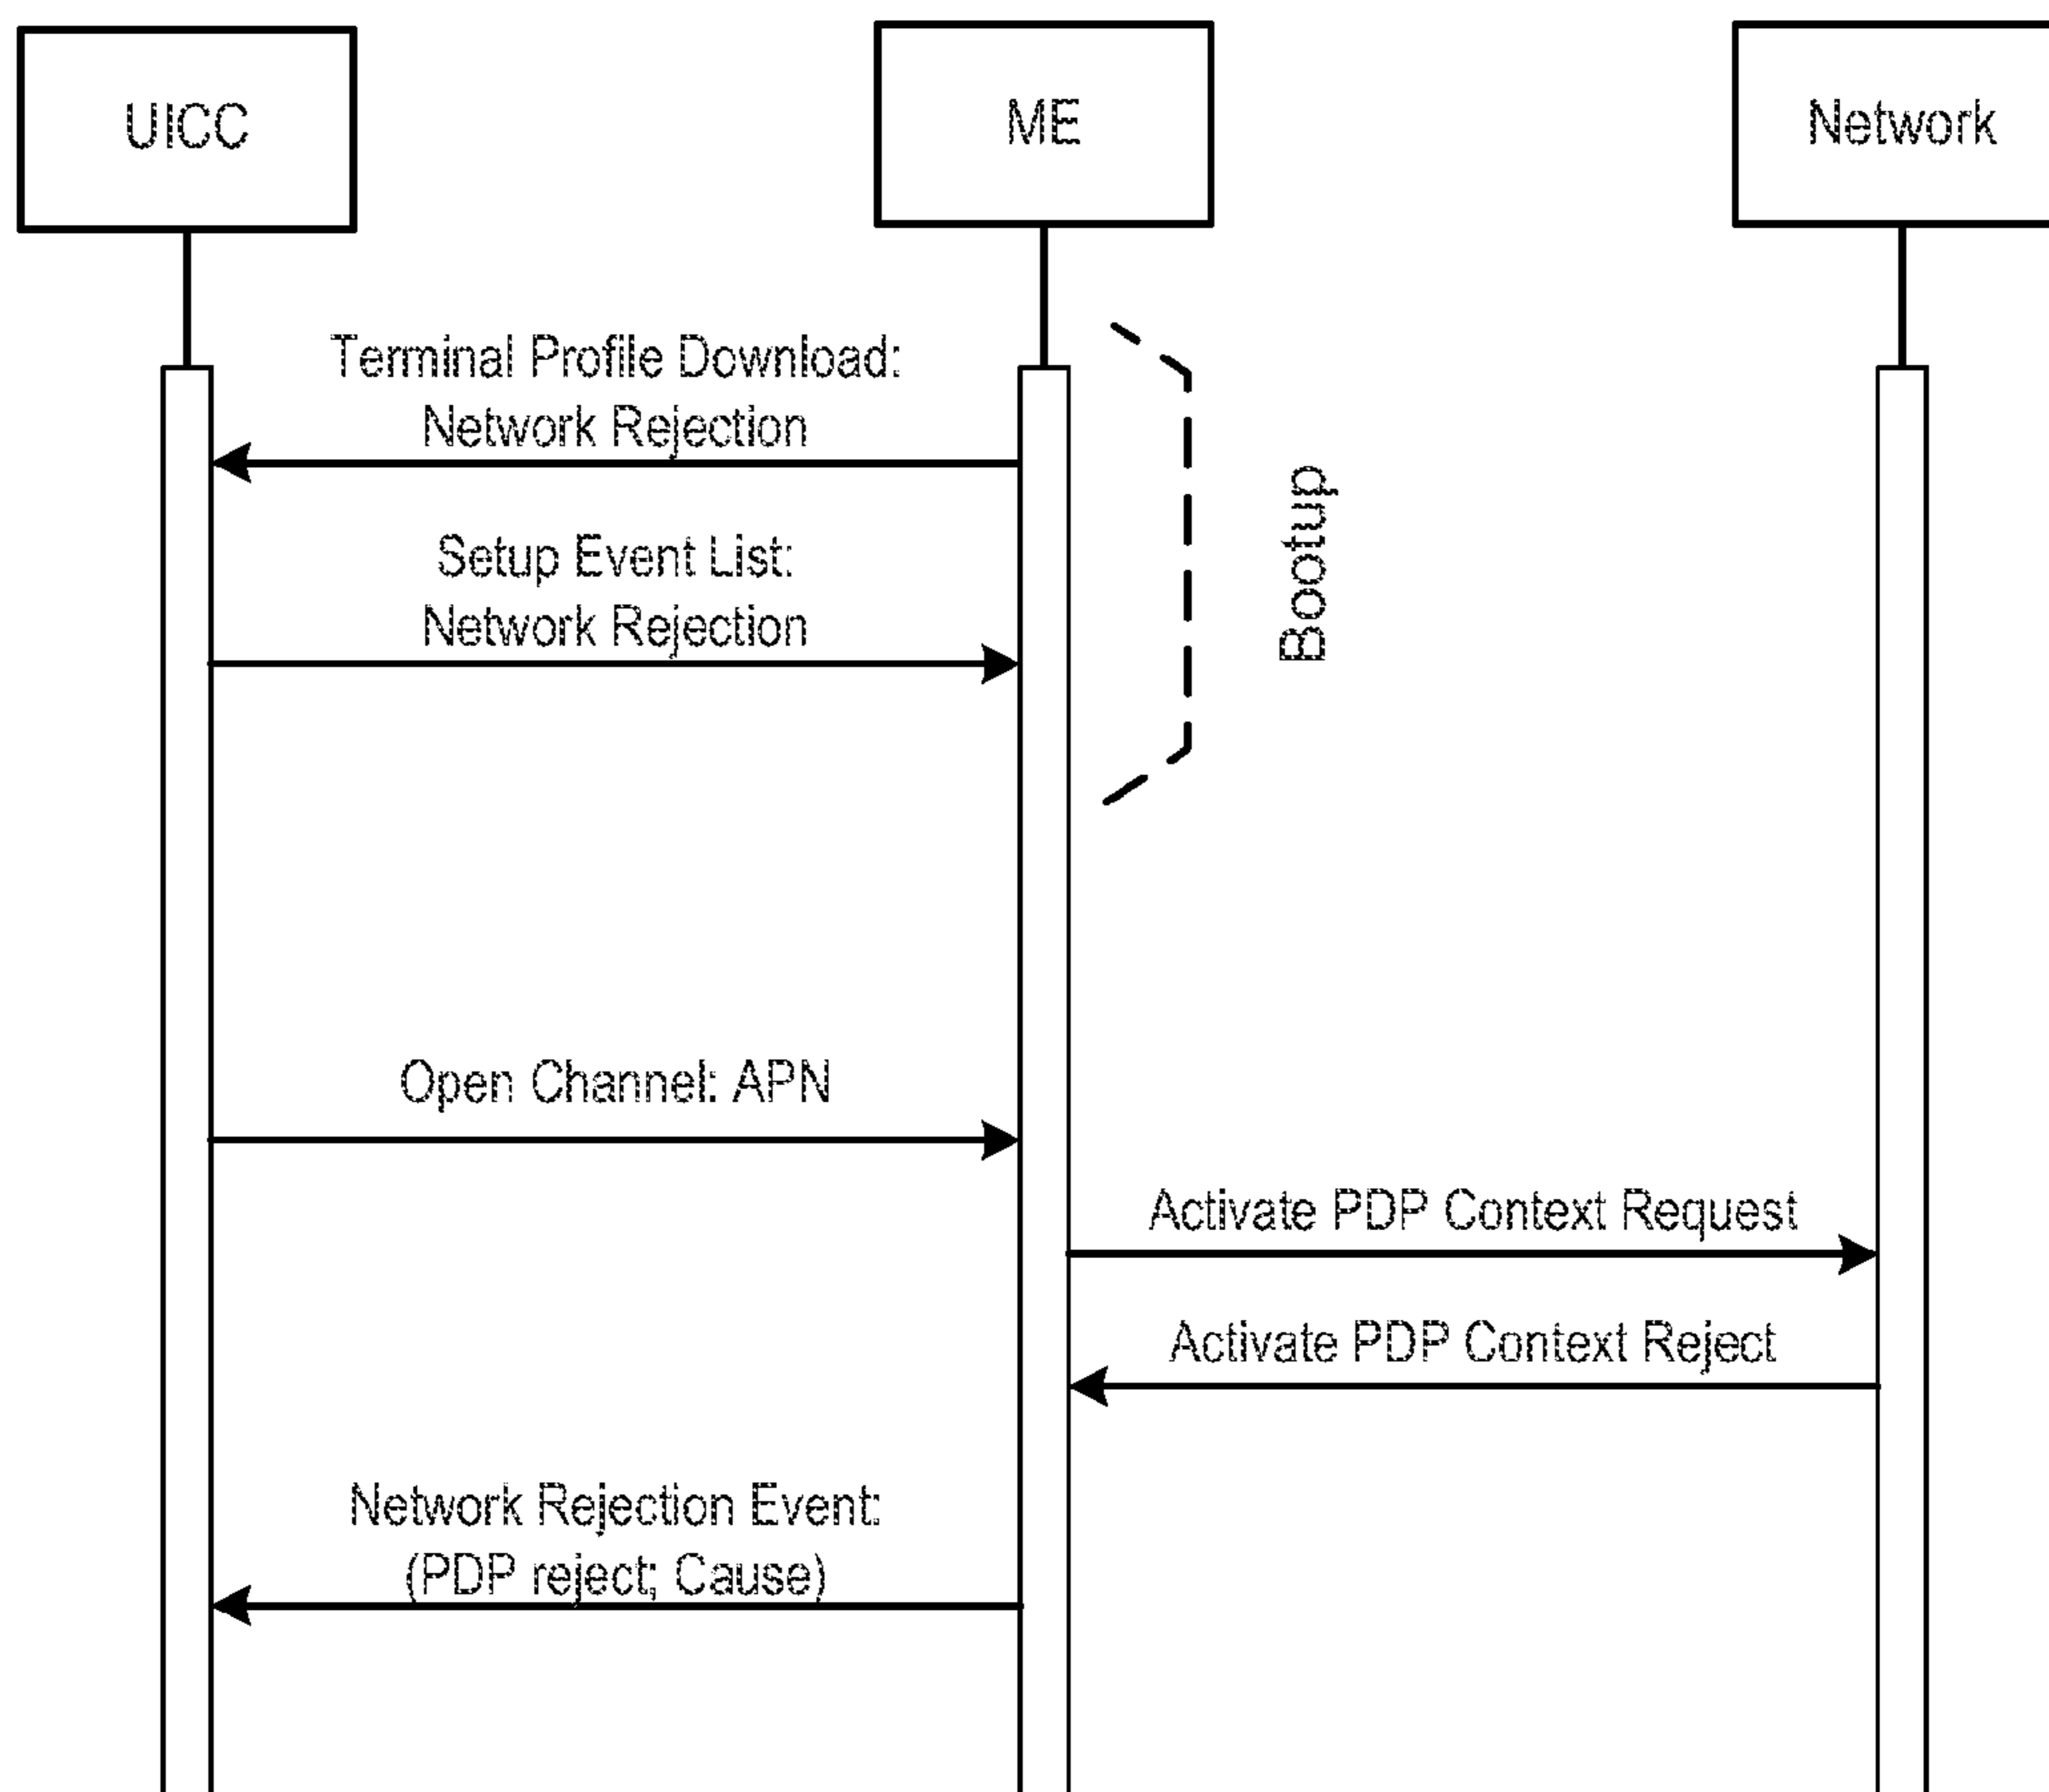 UICC
ME
Network
Terminal Profile Download:
Network Rejection
Setup Event List:
Network Rejection
Bootup
Open Channel: APN
Activate PDP Context Request
Activate PDP Context Reject
Network Rejection Event:
(PDP reject; Cause)